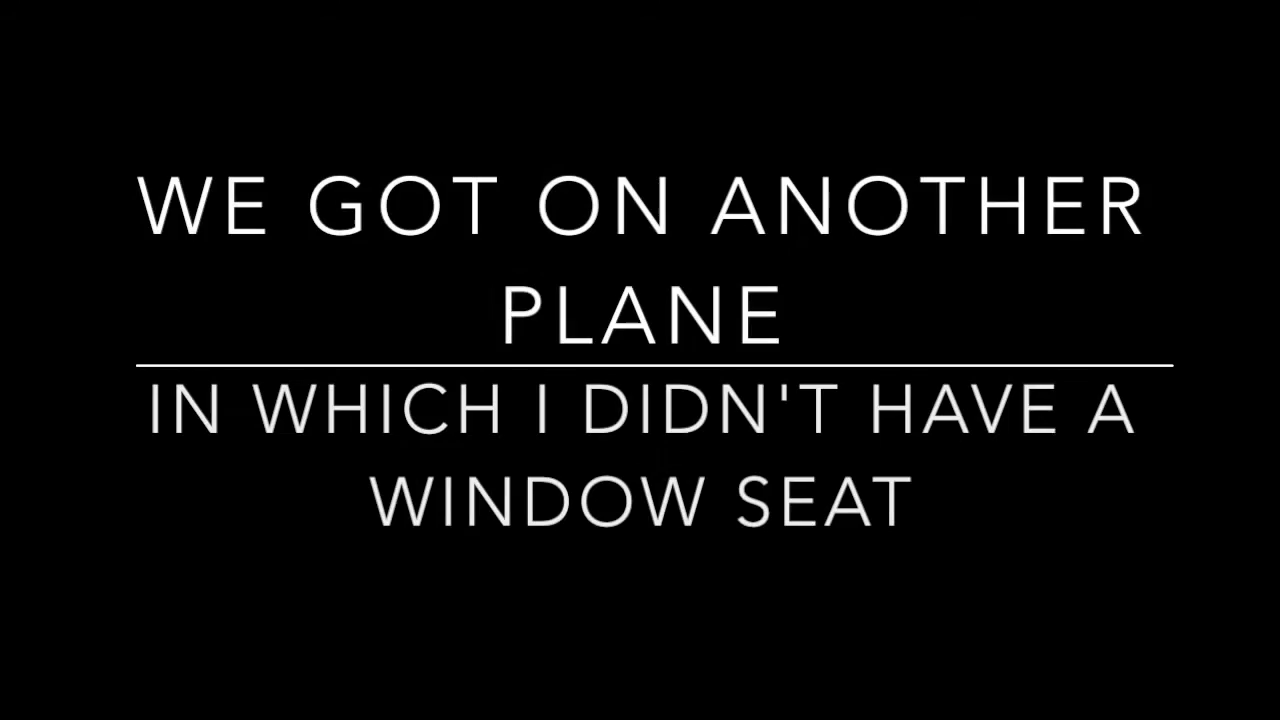 WE GOT ON ANOTHER
PLANE
IN WHICH I DIDN'T HAVE A
WINDOW SEAT